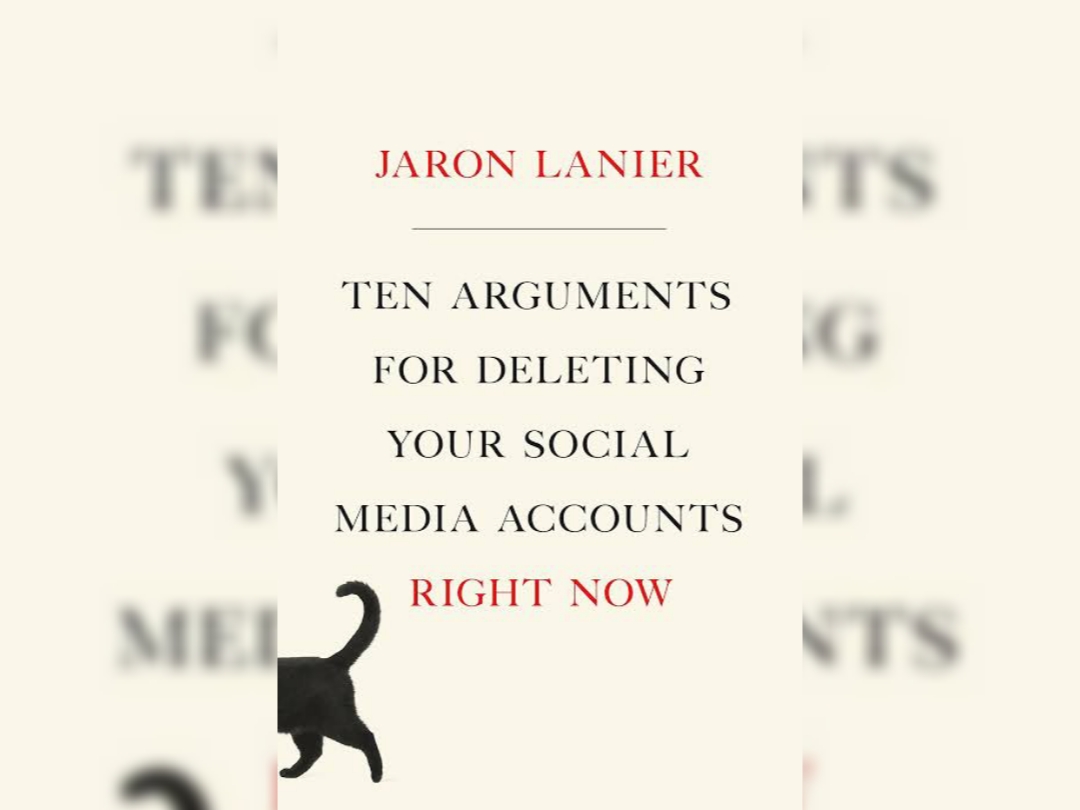 JARON LANIER
TEN ARGUMENTS
FOR DELETING
YOUR SOCIAL
MEDIA ACCOUNTS
RIGHT NOW